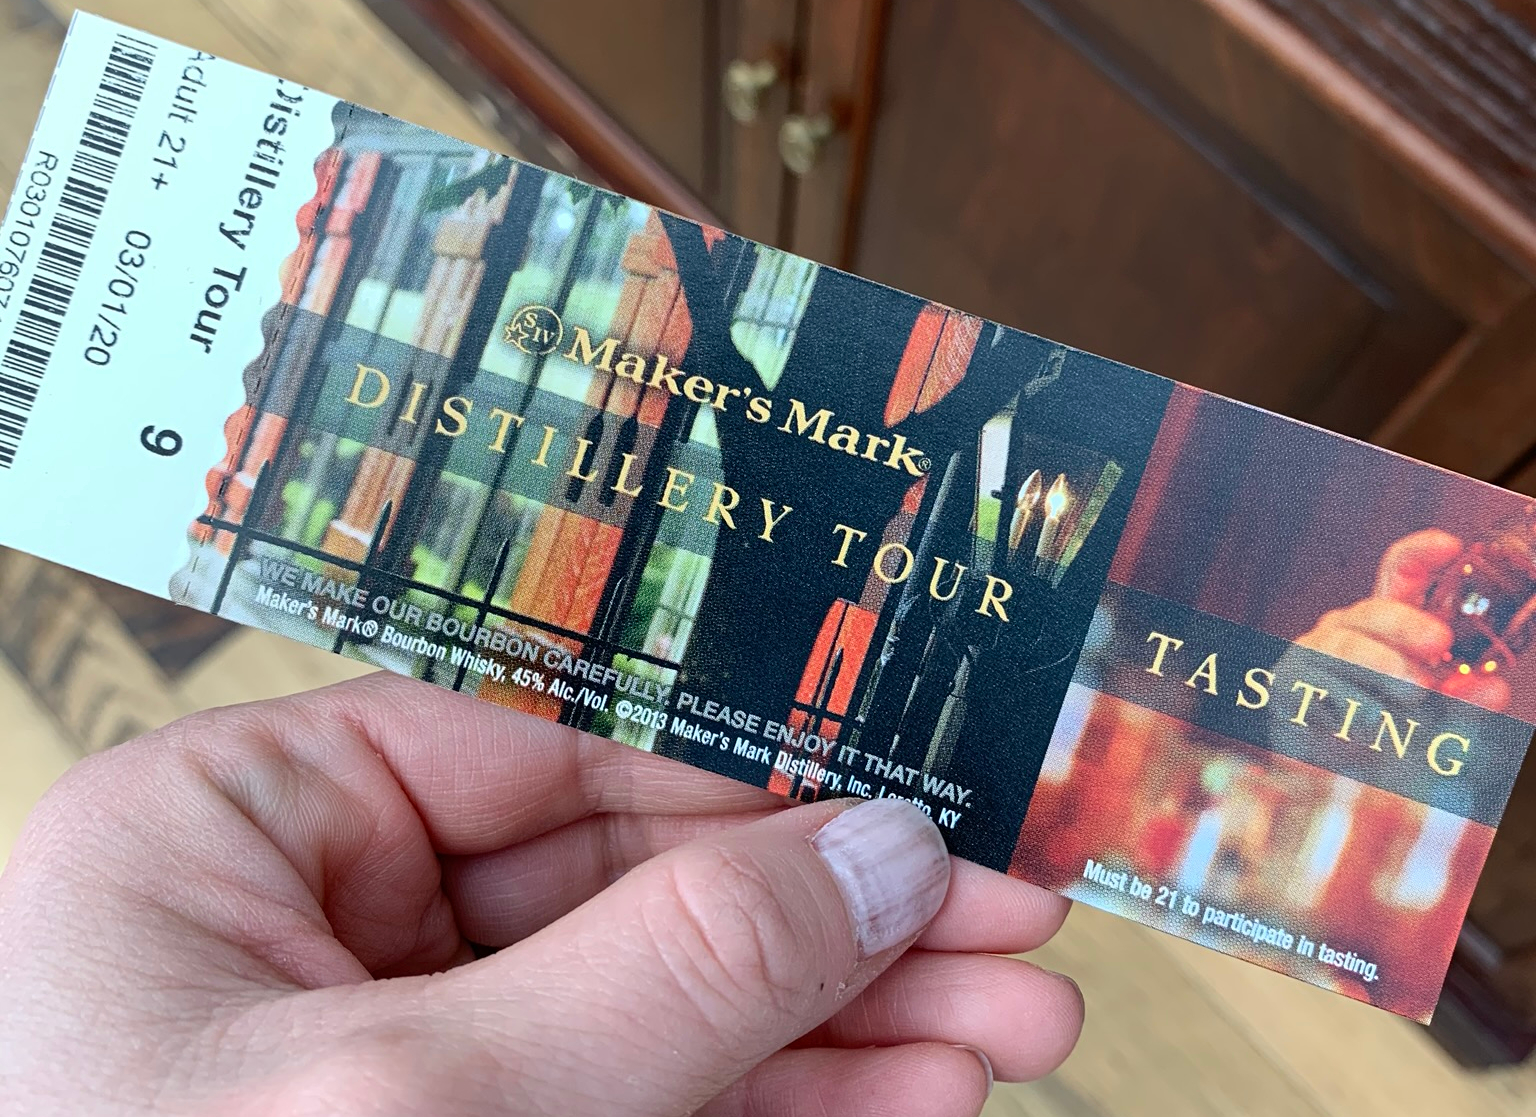 Distillery Tour
9
Adult 21+ 03/01/20
SIV Maker's Mark®
DISTILLERY TOUR
WE MAKE OUR BOURBON CAREFULLY. PLEASE ENJOY IT THAT WAY.
Maker's Mark® Bourbon Whisky, 45% Alc./Vol. ©2013 Maker's Mark Distillery, Inc. Loretto, KY
TASTING
Must be 21 to participate in tasting.